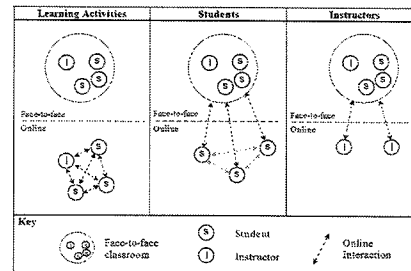 Learning Activities
Students
Instructors
I
S
S
S
S
I
S
S
S
S
I
S
S
S
S
Face-to-face
Online
Face-to-face
Online
Face-to-face
Online
S
I
S
S
S
S
S
I
I
Key
Face-to-face
classroom
S
Student
I
Instructor
Online
Interaction